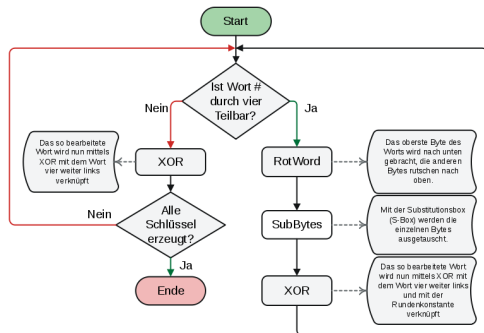 Start
Ist Wort #
durch vier
Teilbar?
Nein
Ja
Das so bearbeitete
Wort wird nun mittels
XOR mit dem Wort
vier weiter links
verknüpft
XOR
RotWord
Das oberste Byte des
Worts wird nach unten
gebracht, die anderen
Bytes rutschen nach
oben.
Nein
Alle
Schlüssel
erzeugt?
SubBytes
Mit der Substitutionsbox
(S-Box) werden die
einzelnen Bytes
ausgetauscht.
Ja
Ende
XOR
Das so bearbeitete Wort
wird nun mittels XOR mit
dem Wort vier weiter links
und mit der
Rundenkonstante
verknüpft